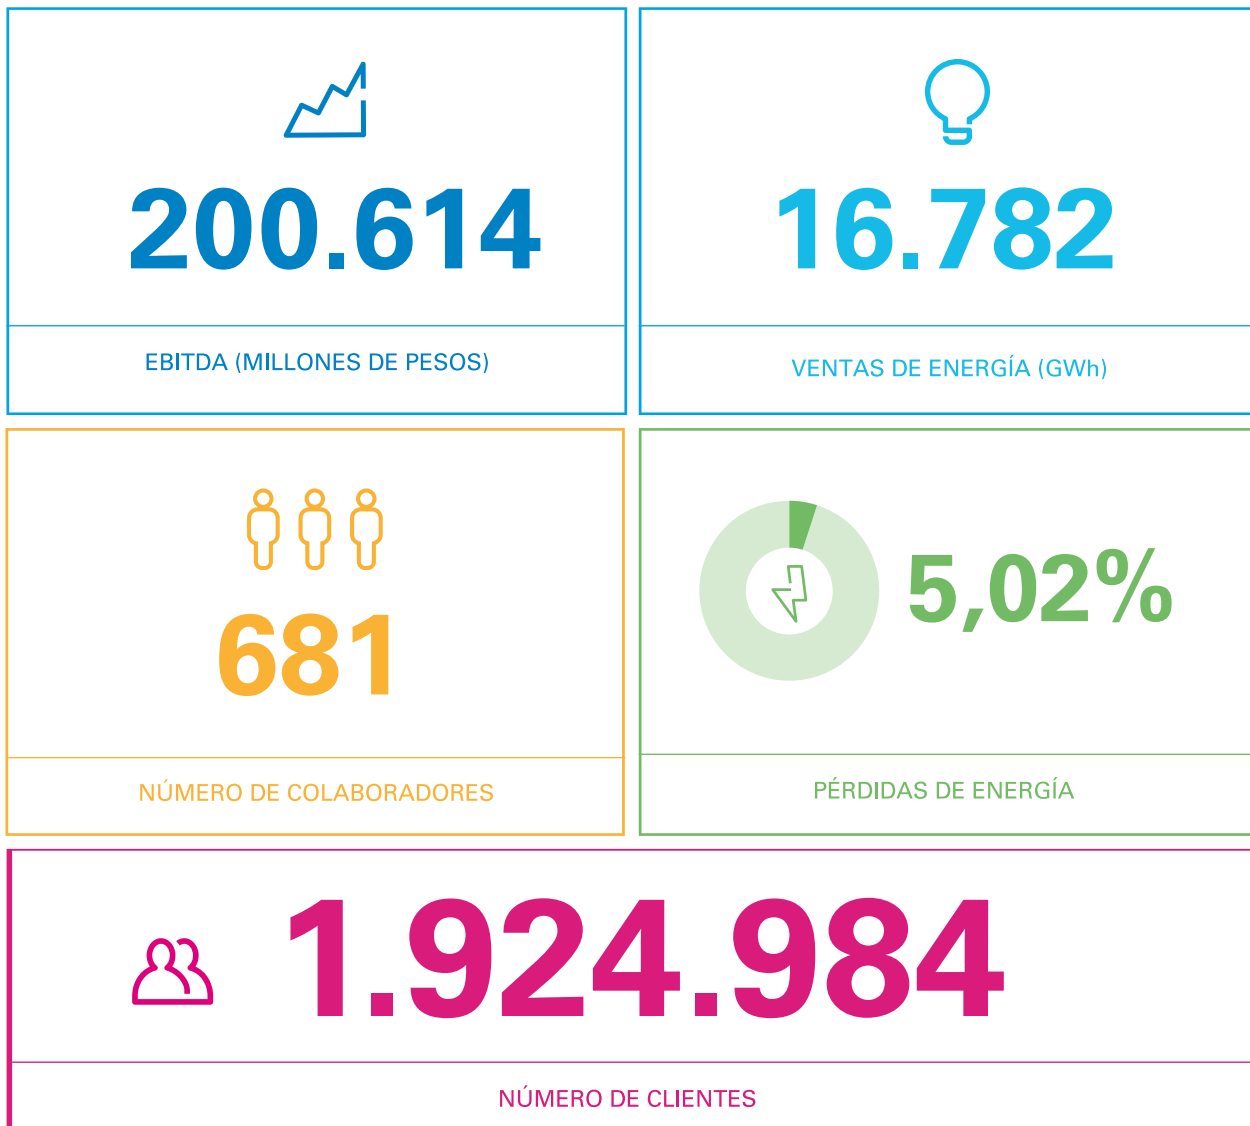 200.614
EBITDA (MILLONES DE PESOS)
16.782
VENTAS DE ENERGÍA (GWh)
681
NÚMERO DE COLABORADORES
5,02%
PÉRDIDAS DE ENERGÍA
1.924.984
NÚMERO DE CLIENTES